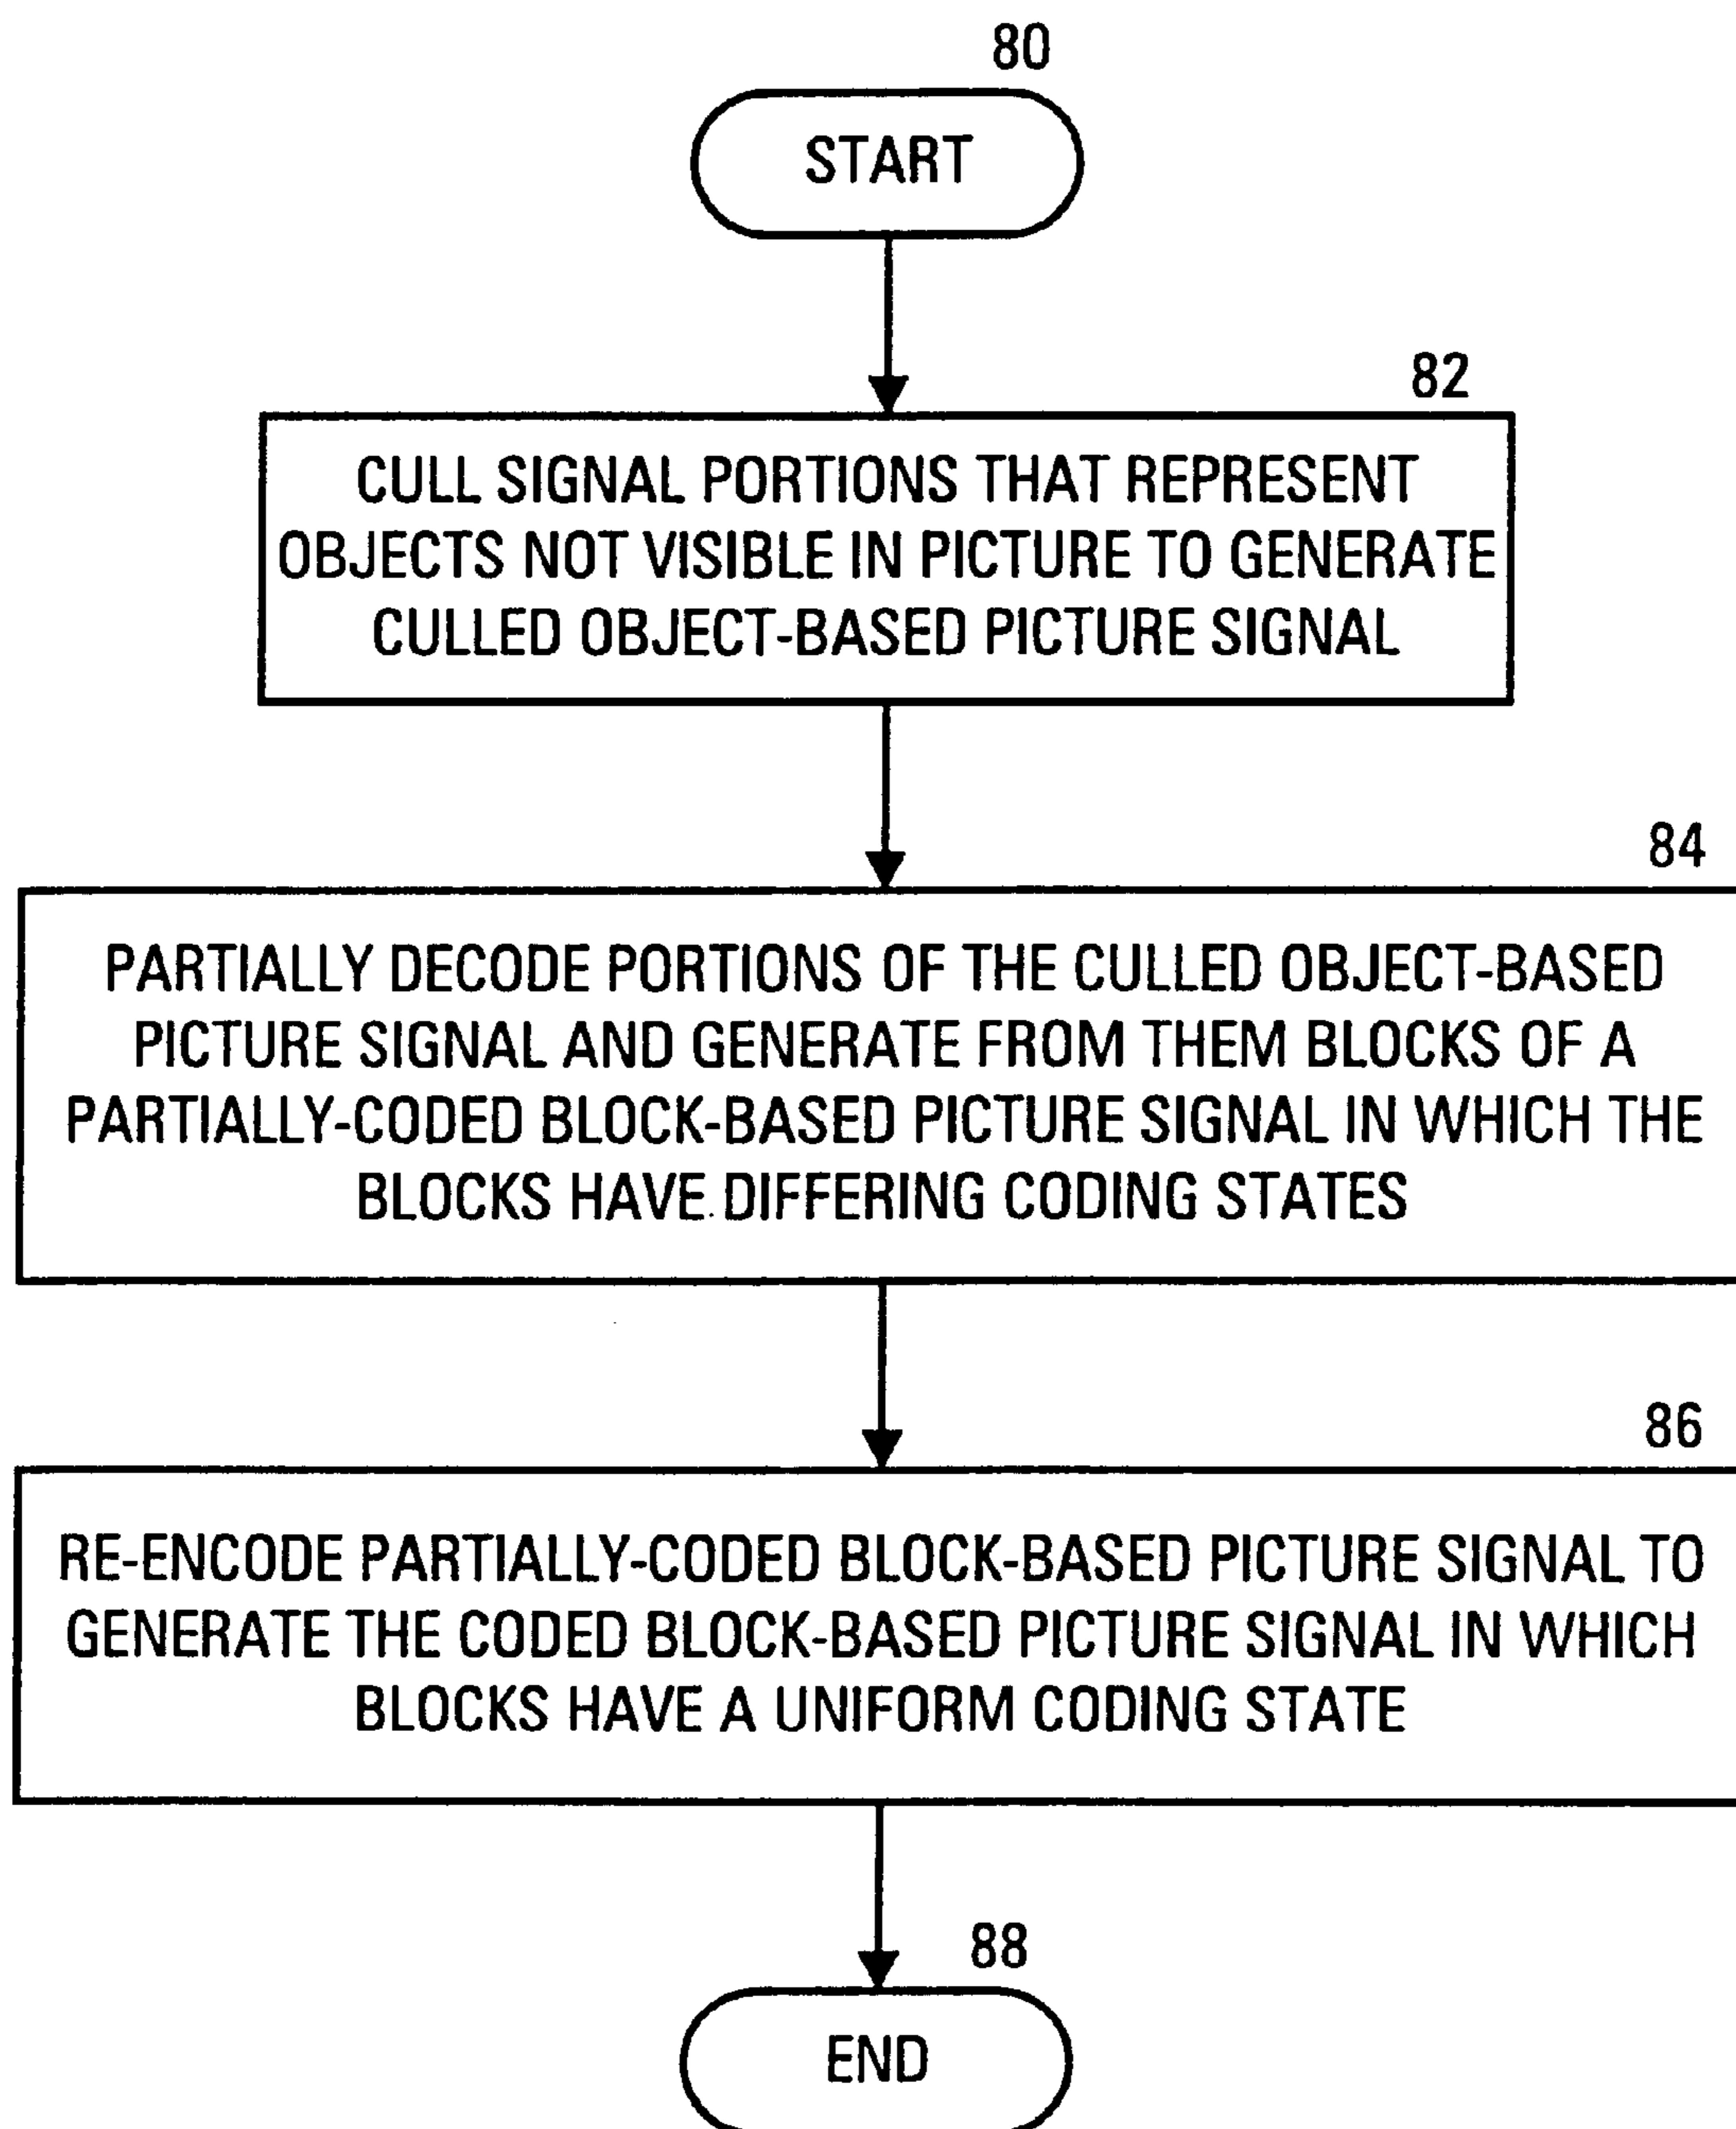 80
START
82
CULL SIGNAL PORTIONS THAT REPRESENT
OBJECTS NOT VISIBLE IN PICTURE TO GENERATE
CULLED OBJECT-BASED PICTURE SIGNAL
84
PARTIALLY DECODE PORTIONS OF THE CULLED OBJECT-BASED
PICTURE SIGNAL AND GENERATE FROM THEM BLOCKS OF A
PARTIALLY-CODED BLOCK-BASED PICTURE SIGNAL IN WHICH THE
BLOCKS HAVE DIFFERING CODING STATES
86
RE-ENCODE PARTIALLY-CODED BLOCK-BASED PICTURE SIGNAL TO
GENERATE THE CODED BLOCK-BASED PICTURE SIGNAL IN WHICH
BLOCKS HAVE A UNIFORM CODING STATE
88
END